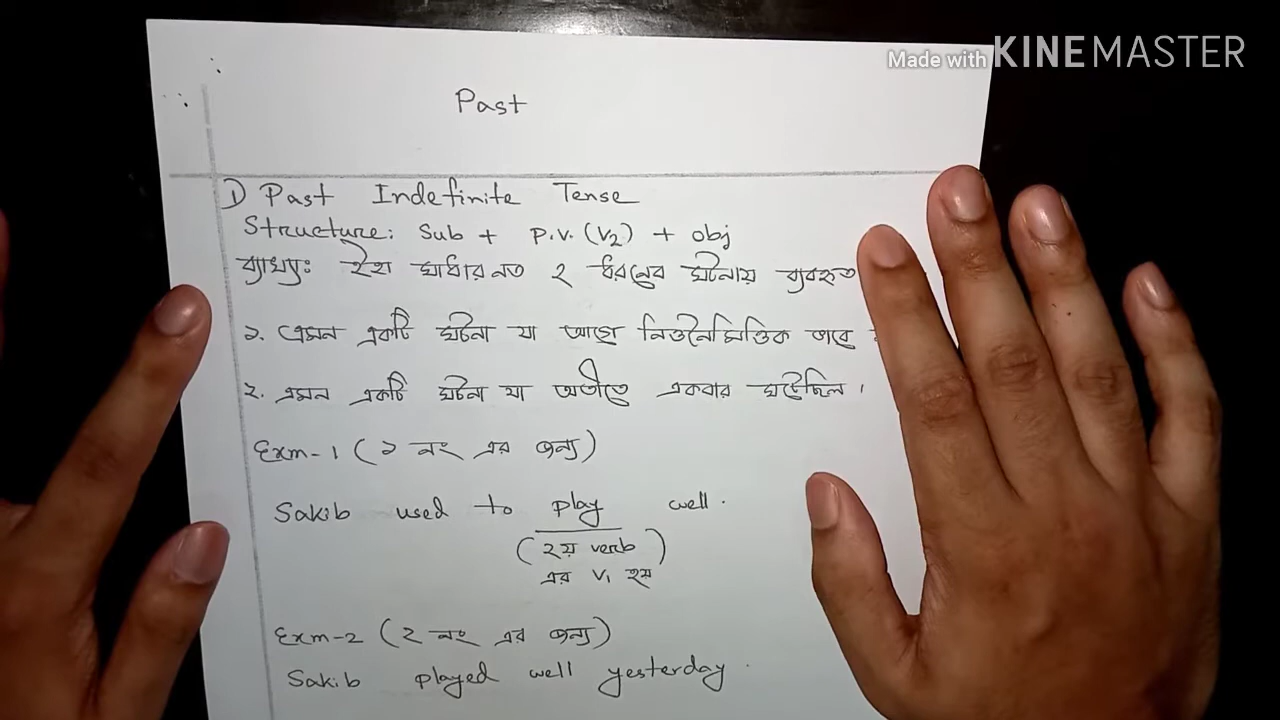 Made with KINEMASTER
Past
1) Past Indefinite Tense
Structure: Sub + P.V. (V2) + obj
ব্যাখ্যাঃ ইহা সাধারনত ২ ধরনের ঘটনায় ব্যবহৃত
১. এমন একটি ঘটনা যা আগে নিত্তনৈমিত্তিক ভাবে
২. এমন একটি ঘটনা যা অতীতে একবার ঘটেছিল।
Exm-1 (১ নং এর জন্য)
Sakib used to play well.
(২য় verb)
এর V1 হয়
Exm-2 (২ নং এর জন্য)
Sakib played well yesterday.